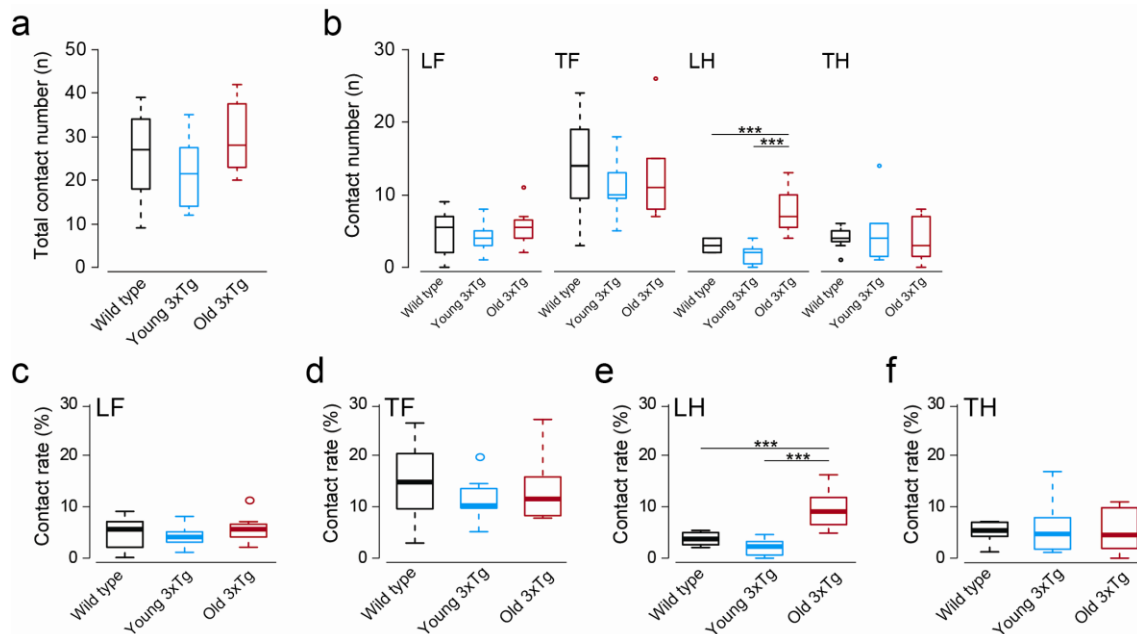 a
Total contact number (n)
50
40
30
20
10
0
Wild type
Young 3xTg
Old 3xTg
b
Contact number (n)
30
20
10
0
LF
TF
LH
TH
***
***
Wild type
Young 3xTg
Old 3xTg
Wild type
Young 3xTg
Old 3xTg
Wild type
Young 3xTg
Old 3xTg
Wild type
Young 3xTg
Old 3xTg
c
LF
Contact rate (%)
30
20
10
0
Wild type
Young 3xTg
Old 3xTg
d
TF
Contact rate (%)
30
20
10
0
Wild type
Young 3xTg
Old 3xTg
e
LH
Contact rate (%)
30
20
10
0
***
***
Wild type
Young 3xTg
Old 3xTg
f
TH
Contact rate (%)
30
20
10
0
Wild type
Young 3xTg
Old 3xTg